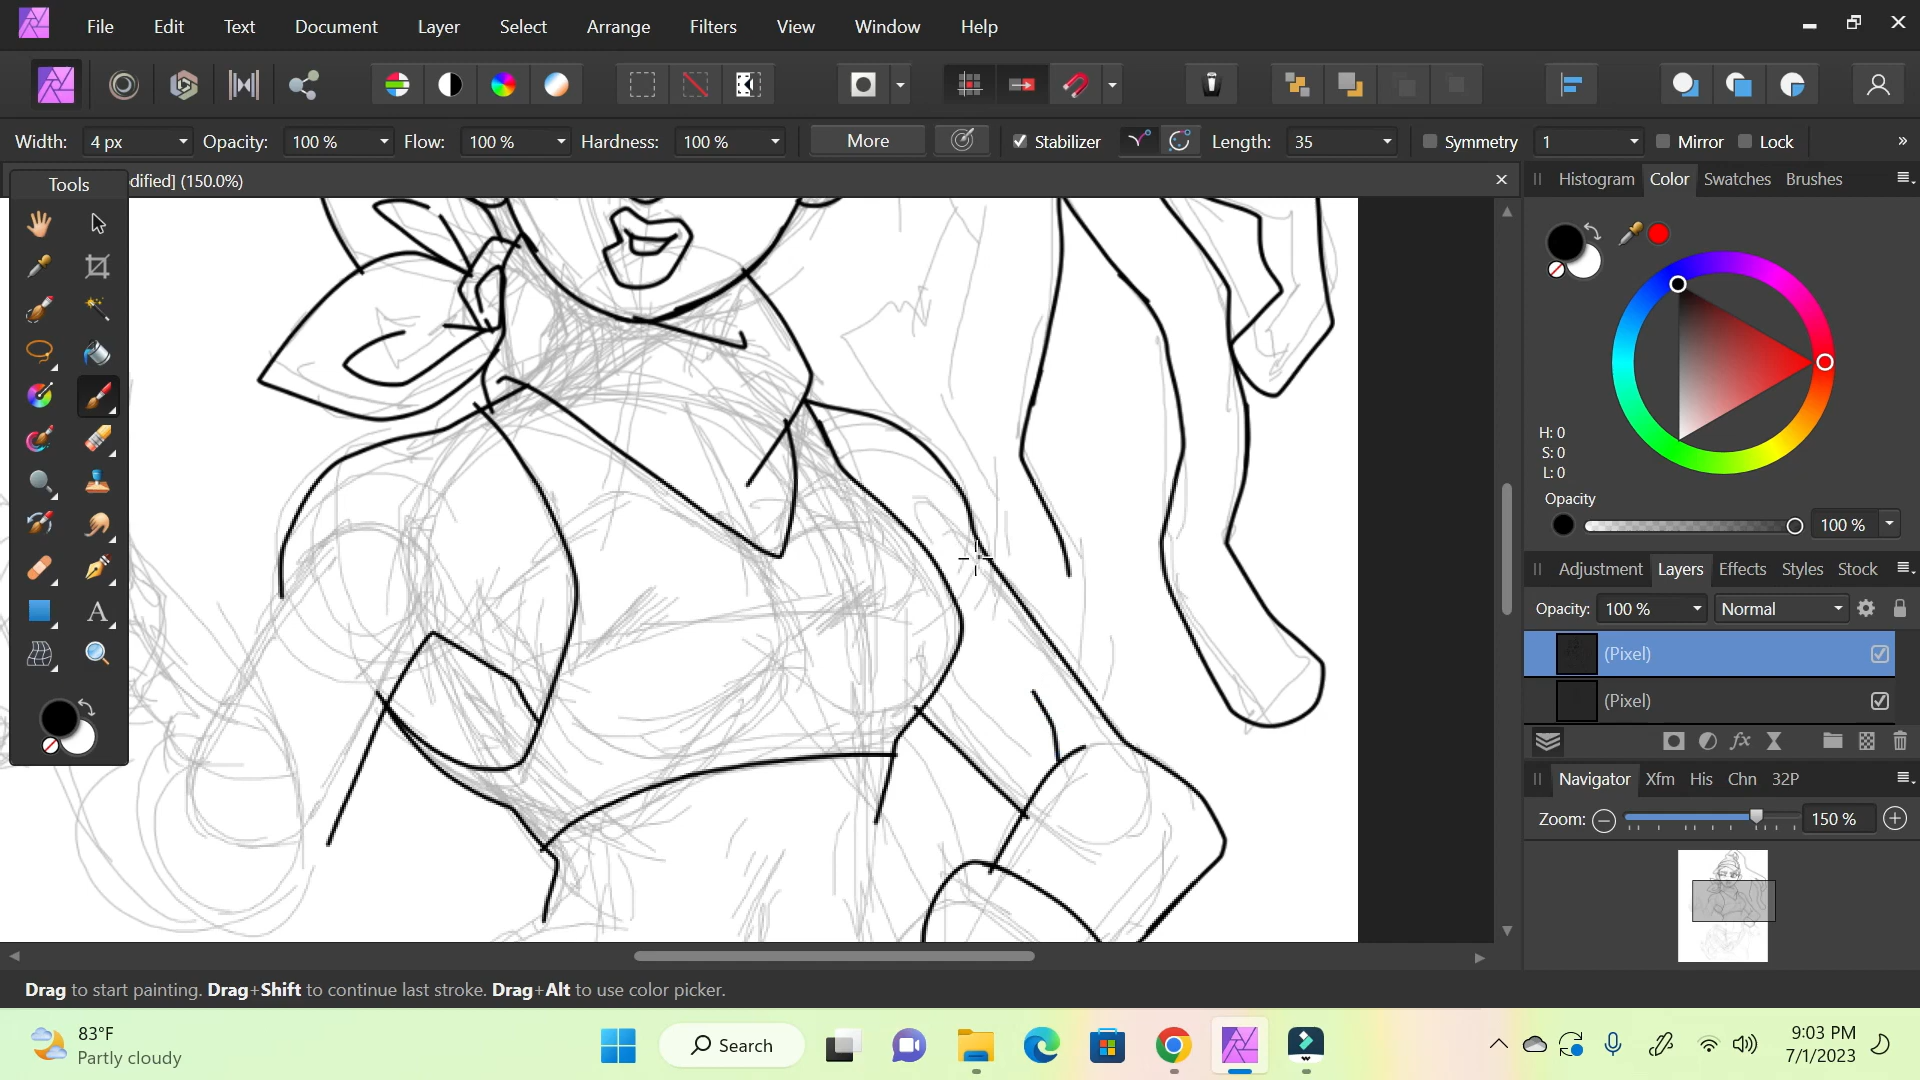 File Edit Text Document Layer Select Arrange Filters View Window Help
Width: 4 px Opacity: 100 % Flow: 100 % Hardness: 100 % More Stabilizer Length: 35 Symmetry 1 Mirror Lock »
Tools
dified] (150.0%)
Histogram Color Swatches Brushes
H: 0
S: 0
L: 0
Opacity
100 %
Adjustment Layers Effects Styles Stock
Opacity: 100 % Normal
(Pixel)
(Pixel)
Navigator Xfm His Chn 32P
Zoom: 150 %
Drag to start painting. Drag+Shift to continue last stroke. Drag+Alt to use color picker.
83°F
Partly cloudy
Search
9:03 PM
7/1/2023